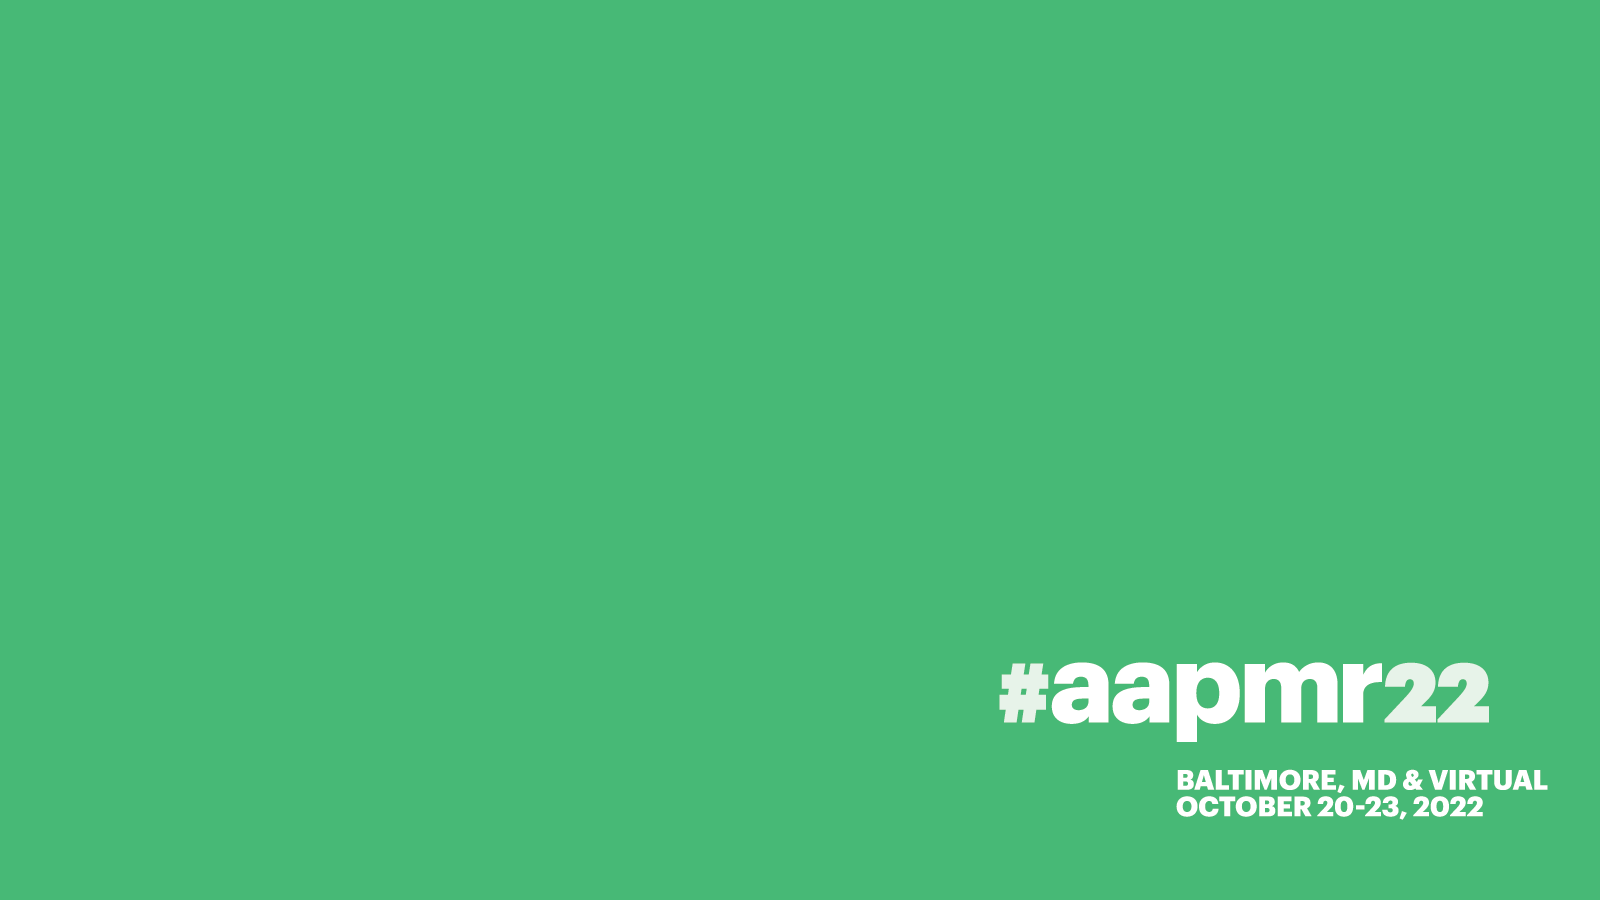 #aapmr22
BALTIMORE, MD & VIRTUAL
OCTOBER 20-23, 2022